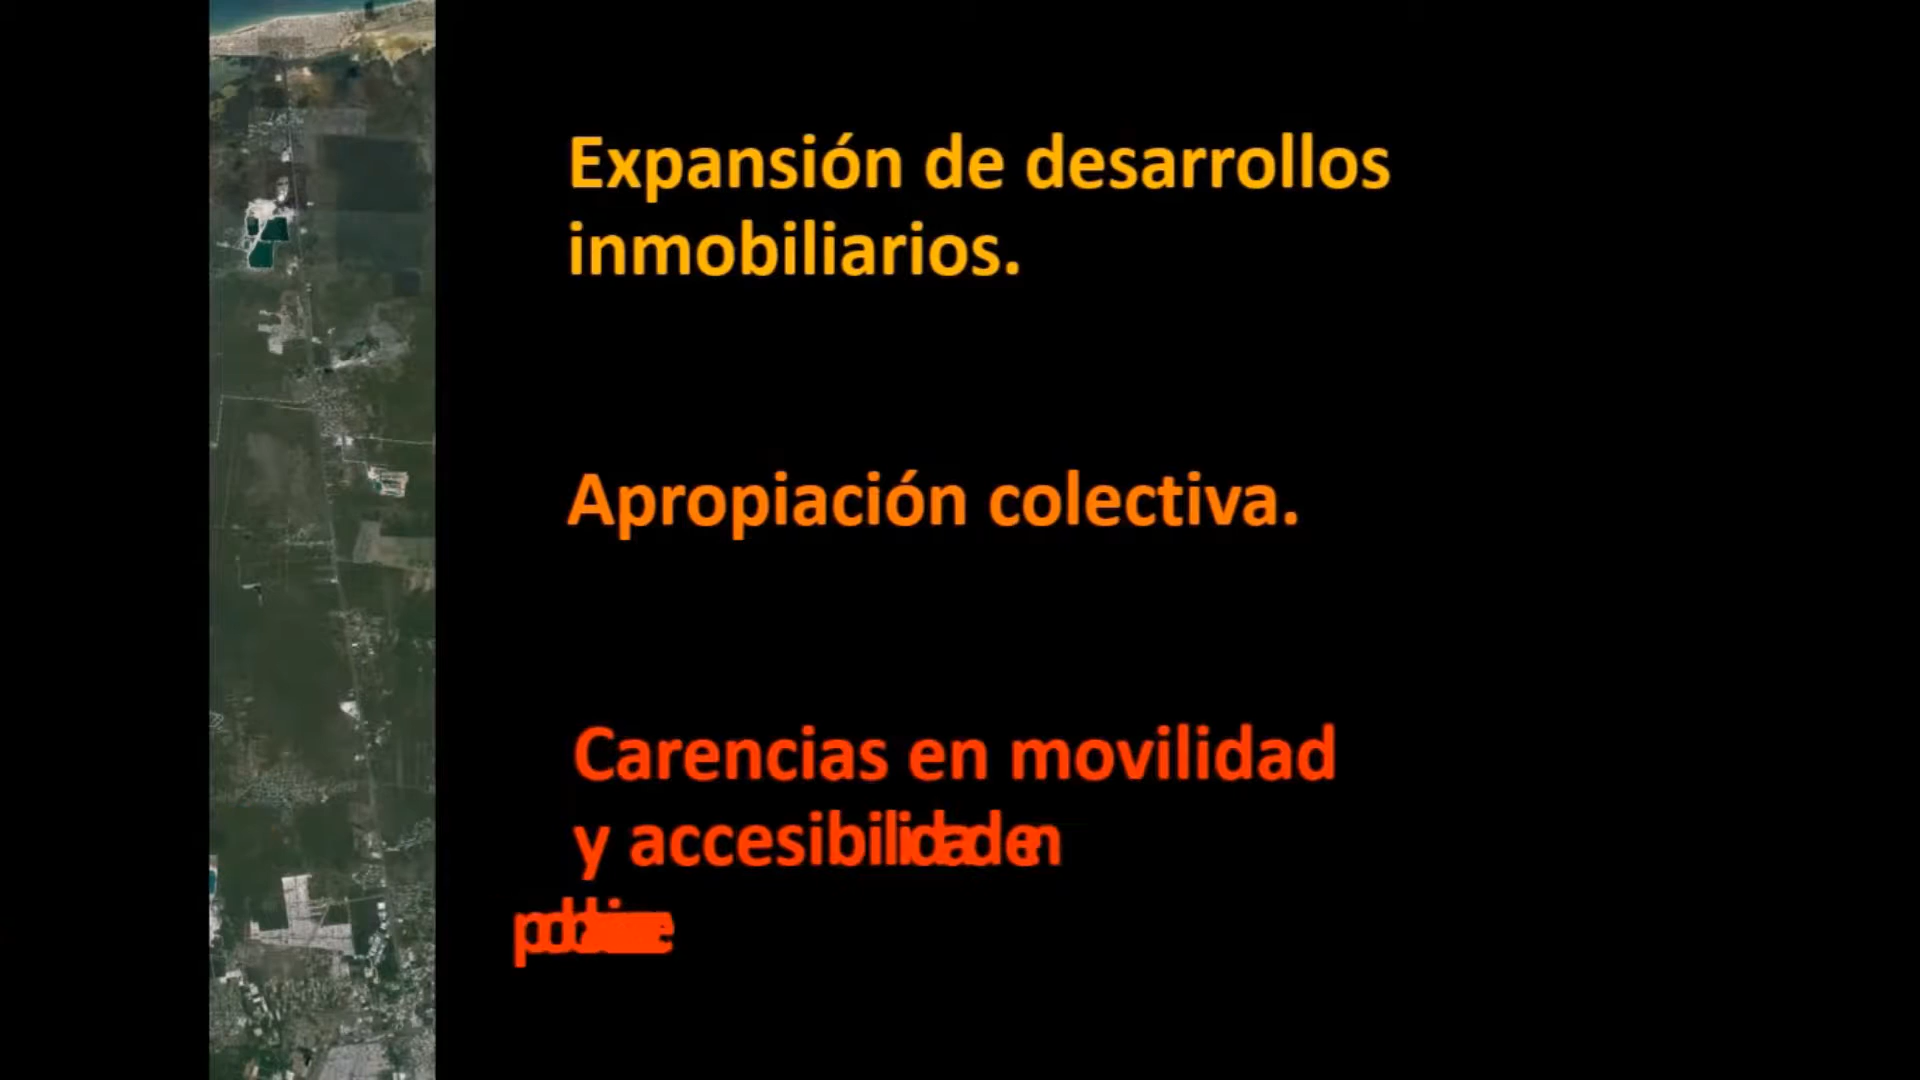 Expansión de desarrollos
inmobiliarios.
Apropiación colectiva.
Carencias en movilidad
y accesibilidad en